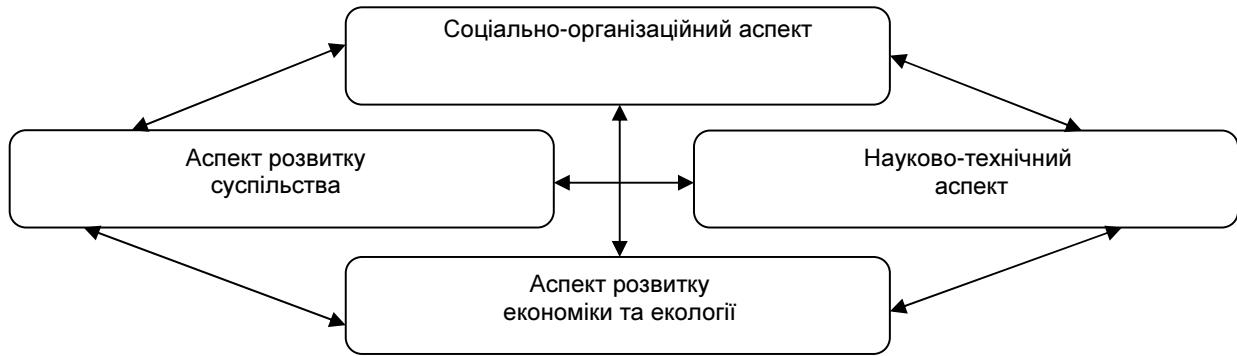 Соціально-організаційний аспект
Аспект розвитку
суспільства
Науково-технічний
аспект
Аспект розвитку
економіки та екології